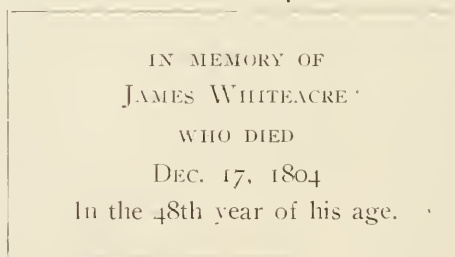 IN MEMORY OF
JAMES WHITEACRE
WHO DIED
DEC. 17, 1804
In the 48th year of his age.